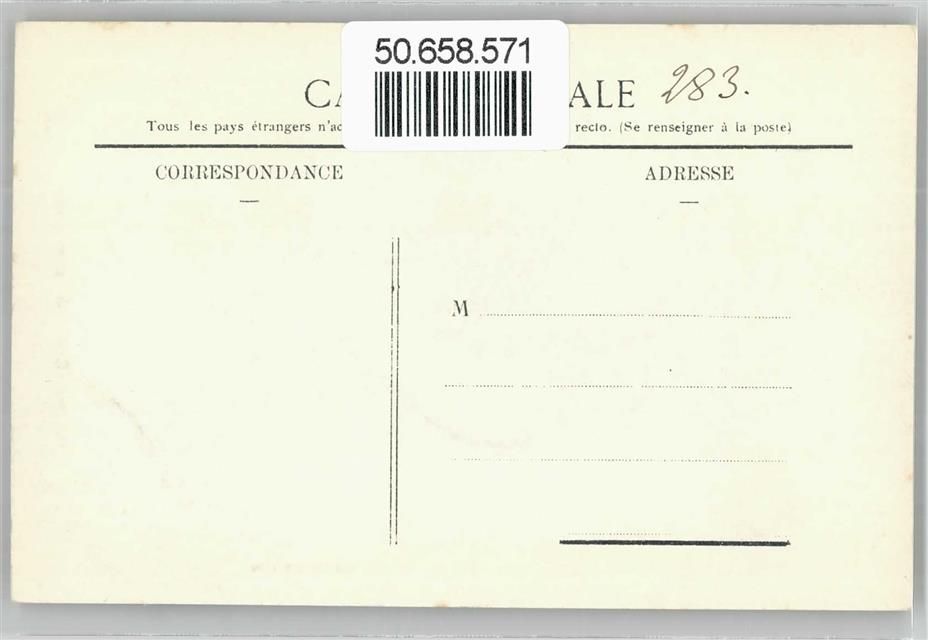 50.658.571
CA ALE 283.
Tous les pays étrangers n'ac recto. (Se renseigner à la poste)
CORRESPONDANCE ADRESSE
M